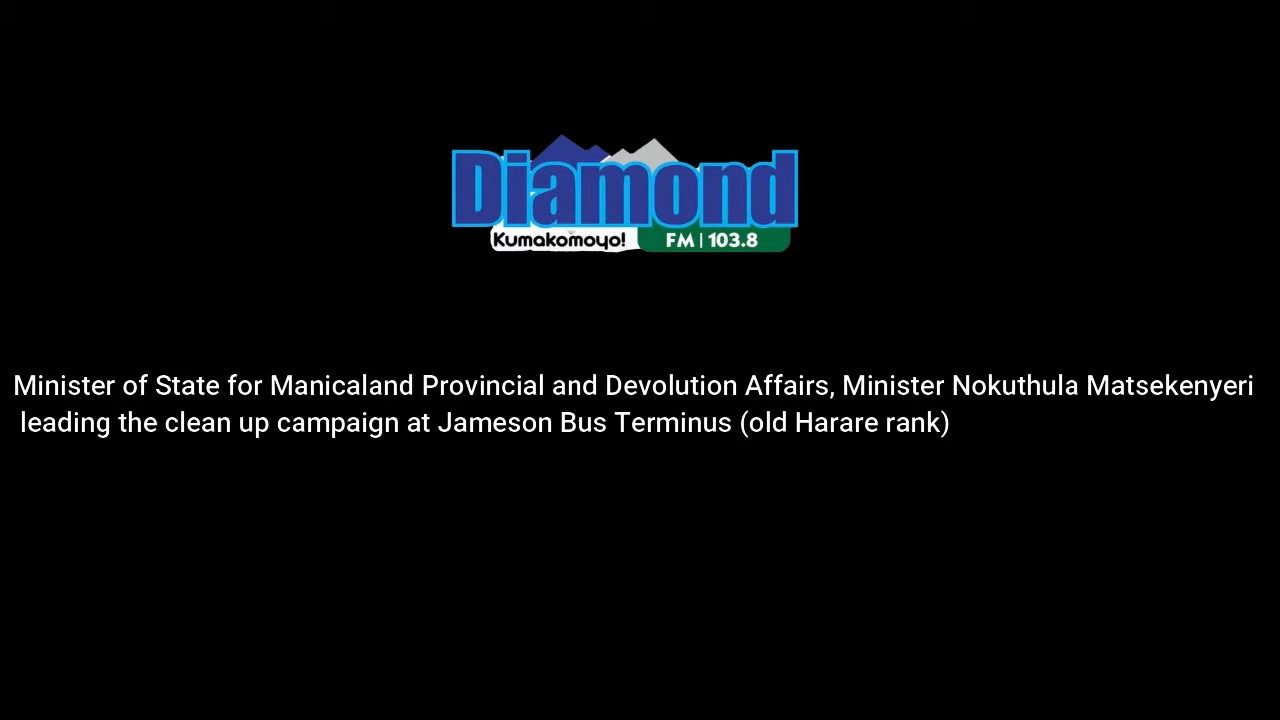 Diamond
Kumakomoyo! FM | 103.8
Minister of State for Manicaland Provincial and Devolution Affairs, Minister Nokuthula Matsekenyeri
leading the clean up campaign at Jameson Bus Terminus (old Harare rank)